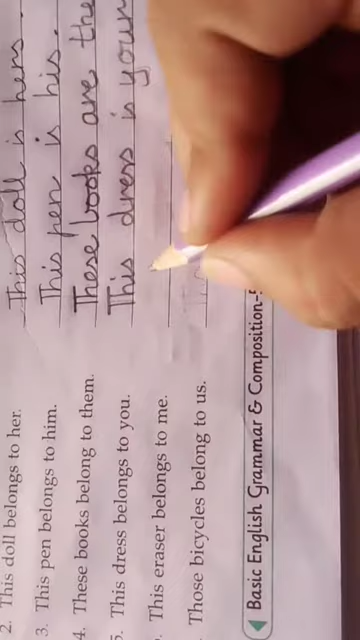 2. This doll belongs to her. This doll is hers.
3. This pen belongs to him. This pen is his.
4. These books belong to them. These books are the
5. This dress belongs to you. This dress is your
This eraser belongs to me.
Those bicycles belong to us.
Basic English Grammar & Composition-5